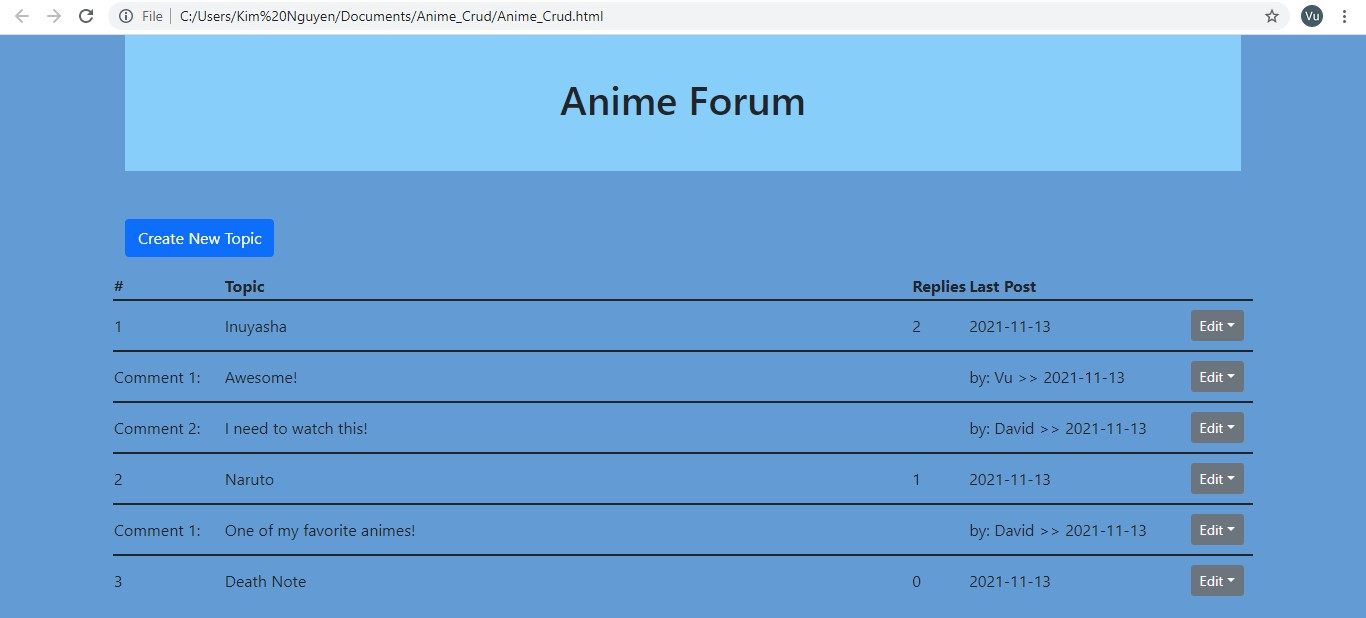 File C:/Users/Kim%20Nguyen/Documents/Anime_Crud/Anime_Crud.html Vu
Anime Forum
Create New Topic
# Topic Replies Last Post
1 Inuyasha 2 2021-11-13 Edit
Comment 1: Awesome! by: Vu >> 2021-11-13 Edit
Comment 2: I need to watch this! by: David >> 2021-11-13 Edit
2 Naruto 1 2021-11-13 Edit
Comment 1: One of my favorite animes! by: David >> 2021-11-13 Edit
3 Death Note 0 2021-11-13 Edit